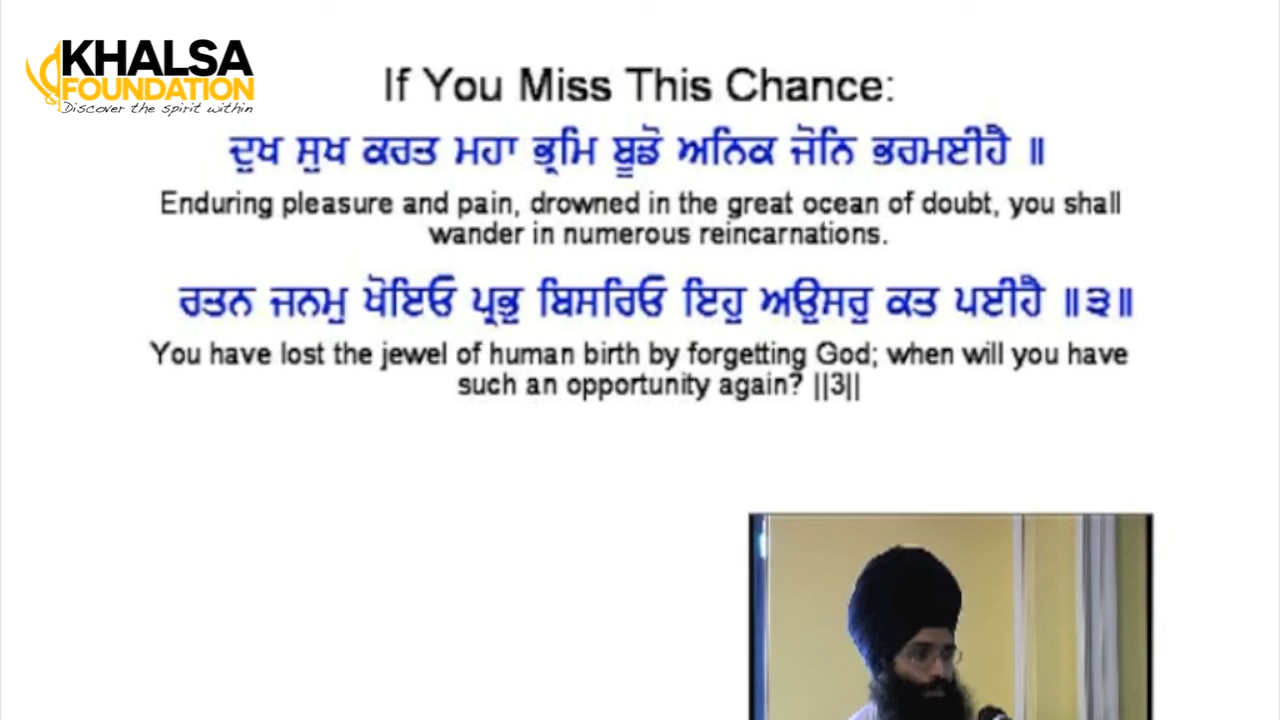 KHALSA
FOUNDATION
Discover the spirit within
If You Miss This Chance:
ਦੁਖ ਸੁਖ ਕਰਤ ਮਹਾ ਭ੍ਰਮਿ ਬੂਡੋ ਅਨਿਕ ਜੋਨਿ ਭਰਮਈਹੈ ॥
Enduring pleasure and pain, drowned in the great ocean of doubt, you shall
wander in numerous reincarnations.
ਰਤਨ ਜਨਮੁ ਖੋਇਓ ਪ੍ਰਭੁ ਬਿਸਰਿਓ ਇਹੁ ਅਉਸਰੁ ਕਤ ਪਈਹੈ ॥੩॥
You have lost the jewel of human birth by forgetting God; when will you have
such an opportunity again? ||3||